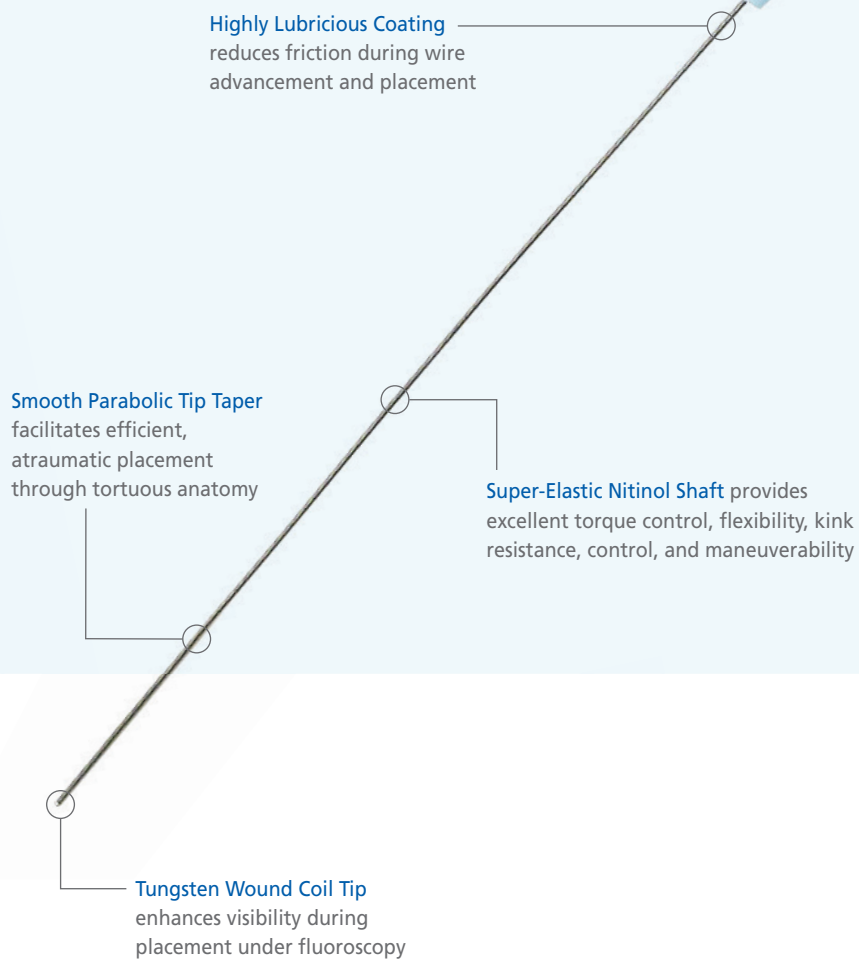 Highly Lubricious Coating
reduces friction during wire
advancement and placement
Smooth Parabolic Tip Taper
facilitates efficient,
atraumatic placement
through tortuous anatomy
Super-Elastic Nitinol Shaft provides
excellent torque control, flexibility, kink
resistance, control, and maneuverability
Tungsten Wound Coil Tip
enhances visibility during
placement under fluoroscopy